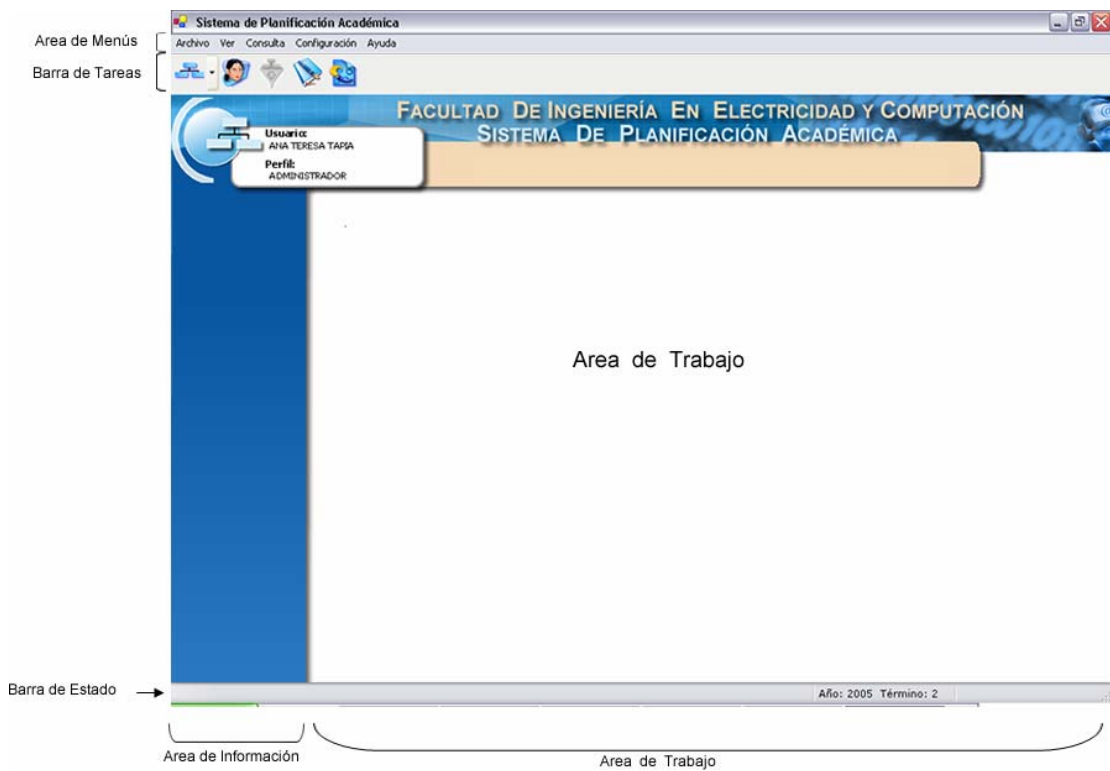 Sistema de Planificación Académica
Area de Menús
Archivo Ver Consulta Configuración Ayuda
Barra de Tareas
FACULTAD DE INGENIERÍA EN ELECTRICIDAD Y COMPUTACIÓN
SISTEMA DE PLANIFICACIÓN ACADÉMICA
Usuario:
ANA TERESA TAPIA
Perfil:
ADMINISTRADOR
Area de Trabajo
Barra de Estado
Año: 2005 Término: 2
Area de Información
Area de Trabajo